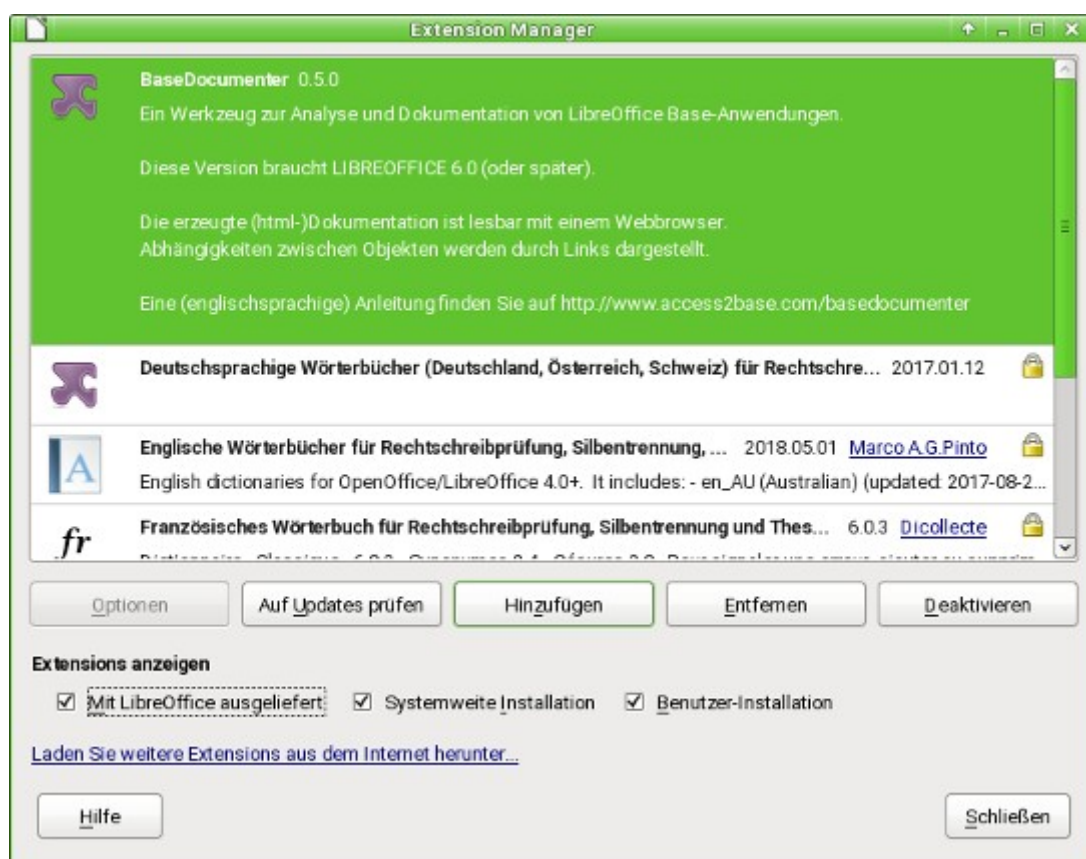 Extension Manager
BaseDocumenter 0.5.0
Ein Werkzeug zur Analyse und Dokumentation von LibreOffice Base-Anwendungen.
Diese Version braucht LIBREOFFICE 6.0 (oder später).
Die erzeugte (html-)Dokumentation ist lesbar mit einem Webbrowser.
Abhängigkeiten zwischen Objekten werden durch Links dargestellt.
Eine (englischsprachige) Anleitung finden Sie auf http://www.access2base.com/basedocumenter
Deutschsprachige Wörterbücher (Deutschland, Österreich, Schweiz) für Rechtschre... 2017.01.12
A
Englische Wörterbücher für Rechtschreibprüfung, Silbentrennung, ... 2018.05.01 Marco A.G.Pinto
English dictionaries for OpenOffice/LibreOffice 4.0+. It includes: - en_AU (Australian) (updated: 2017-08-2...
fr
Französisches Wörterbuch für Rechtschreibprüfung, Silbentrennung und Thes... 6.0.3 Dicollecte
Optionen
Auf Updates prüfen
Hinzufügen
Entfernen
Deaktivieren
Extensions anzeigen
Mit LibreOffice ausgeliefert
Systemweite Installation
Benutzer-Installation
Laden Sie weitere Extensions aus dem Internet herunter...
Hilfe
Schließen